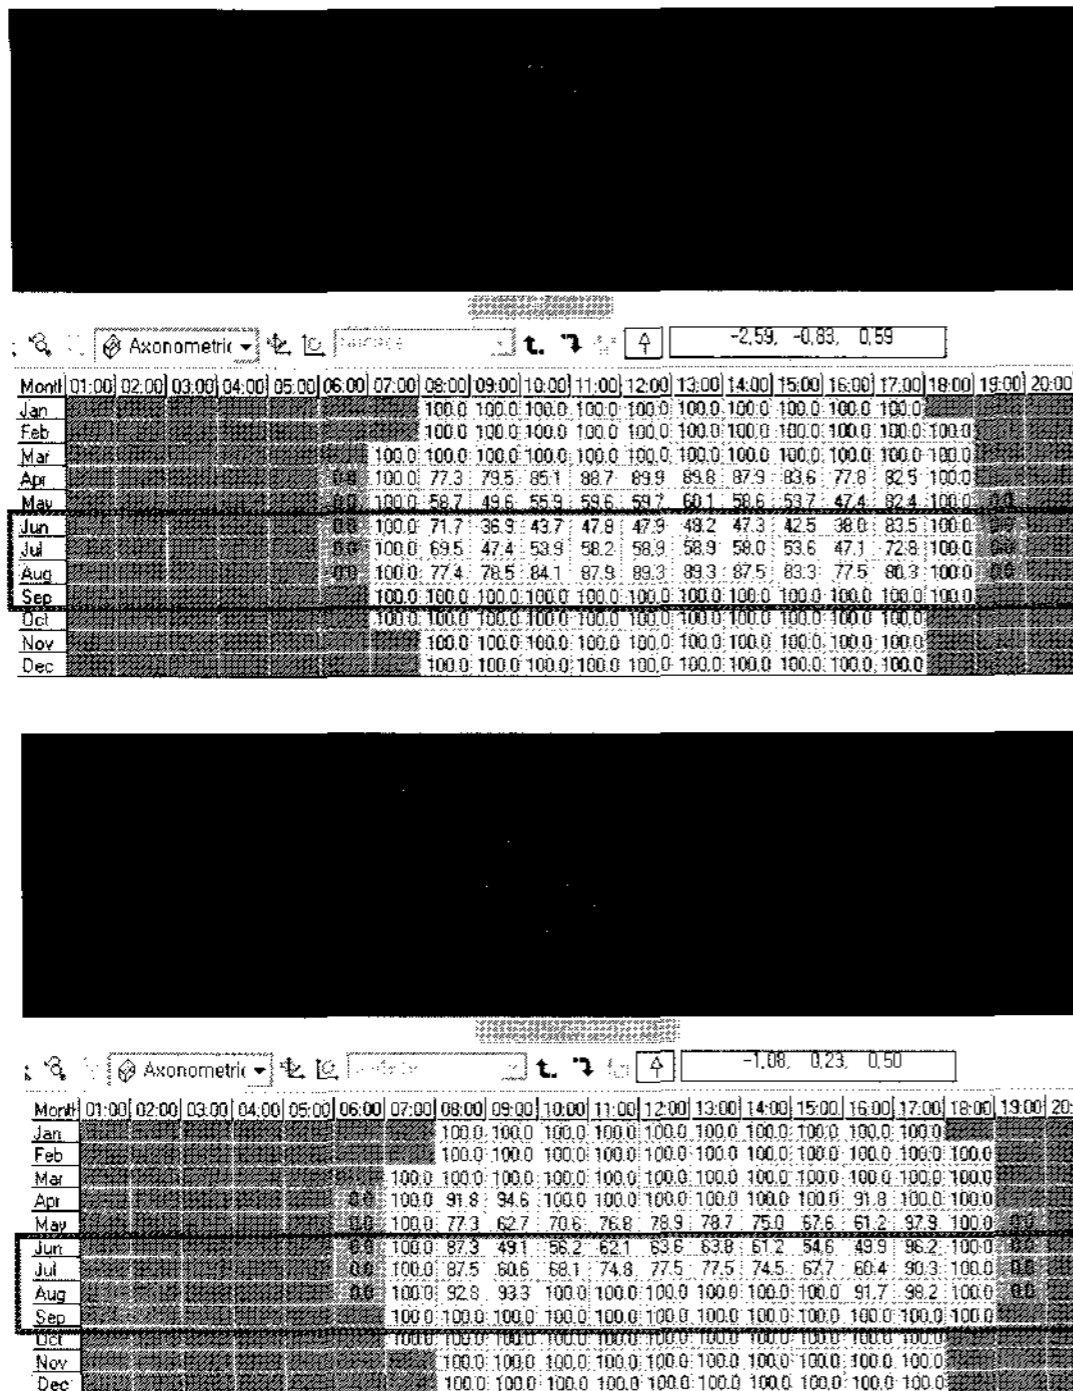 Axonometric -2,59, -0,83, 0,59
Month 01:00 02:00 03:00 04:00 05:00 06:00 07:00 08:00 09:00 10:00 11:00 12:00 13:00 14:00 15:00 16:00 17:00 18:00 19:00 20:00
Jan 100.0 100.0 100.0 100.0 100.0 100.0 100.0 100.0 100.0 100.0
Feb 100.0 100.0 100.0 100.0 100.0 100.0 100.0 100.0 100.0 100.0 100.0
Mar 100.0 100.0 100.0 100.0 100.0 100.0 100.0 100.0 100.0 100.0 100.0 100.0
Apr 0.0 100.0 77.3 79.5 85.1 88.7 89.9 89.8 87.9 83.6 77.8 82.5 100.0
May 0.0 100.0 58.7 49.6 55.9 59.6 59.7 60.1 58.6 53.7 47.4 82.4 100.0 0.0
Jun 0.0 100.0 71.7 36.9 43.7 47.8 47.9 48.2 47.3 42.5 38.0 83.5 100.0 0.0
Jul 0.0 100.0 69.5 47.4 53.9 58.2 58.9 58.9 58.0 53.6 47.1 72.8 100.0 0.0
Aug 0.0 100.0 77.4 78.5 84.1 87.9 89.3 89.3 87.5 83.3 77.5 80.3 100.0 0.0
Sep 100.0 100.0 100.0 100.0 100.0 100.0 100.0 100.0 100.0 100.0 100.0 100.0
Oct 100.0 100.0 100.0 100.0 100.0 100.0 100.0 100.0 100.0 100.0 100.0
Nov 100.0 100.0 100.0 100.0 100.0 100.0 100.0 100.0 100.0 100.0
Dec 100.0 100.0 100.0 100.0 100.0 100.0 100.0 100.0 100.0 100.0
Axonometric -1,08, 0,23, 0,50
Month 01:00 02:00 03:00 04:00 05:00 06:00 07:00 08:00 09:00 10:00 11:00 12:00 13:00 14:00 15:00 16:00 17:00 18:00 19:00 20:
Jan 100.0 100.0 100.0 100.0 100.0 100.0 100.0 100.0 100.0 100.0
Feb 100.0 100.0 100.0 100.0 100.0 100.0 100.0 100.0 100.0 100.0 100.0
Mar 100.0 100.0 100.0 100.0 100.0 100.0 100.0 100.0 100.0 100.0 100.0 100.0
Apr 0.0 100.0 91.8 94.6 100.0 100.0 100.0 100.0 100.0 100.0 91.8 100.0 100.0
May 0.0 100.0 77.3 62.7 70.6 76.8 78.9 78.7 75.0 67.6 61.2 97.9 100.0 0.0
Jun 0.0 100.0 87.3 49.1 56.2 62.1 63.6 63.8 61.2 54.6 49.9 96.2 100.0 0.0
Jul 0.0 100.0 87.5 60.6 68.1 74.8 77.5 77.5 74.5 67.7 60.4 90.3 100.0 0.0
Aug 0.0 100.0 92.8 93.3 100.0 100.0 100.0 100.0 100.0 100.0 91.7 98.2 100.0 0.0
Sep 100.0 100.0 100.0 100.0 100.0 100.0 100.0 100.0 100.0 100.0 100.0 100.0
Oct 100.0 100.0 100.0 100.0 100.0 100.0 100.0 100.0 100.0 100.0 100.0
Nov 100.0 100.0 100.0 100.0 100.0 100.0 100.0 100.0 100.0 100.0
Dec 100.0 100.0 100.0 100.0 100.0 100.0 100.0 100.0 100.0 100.0